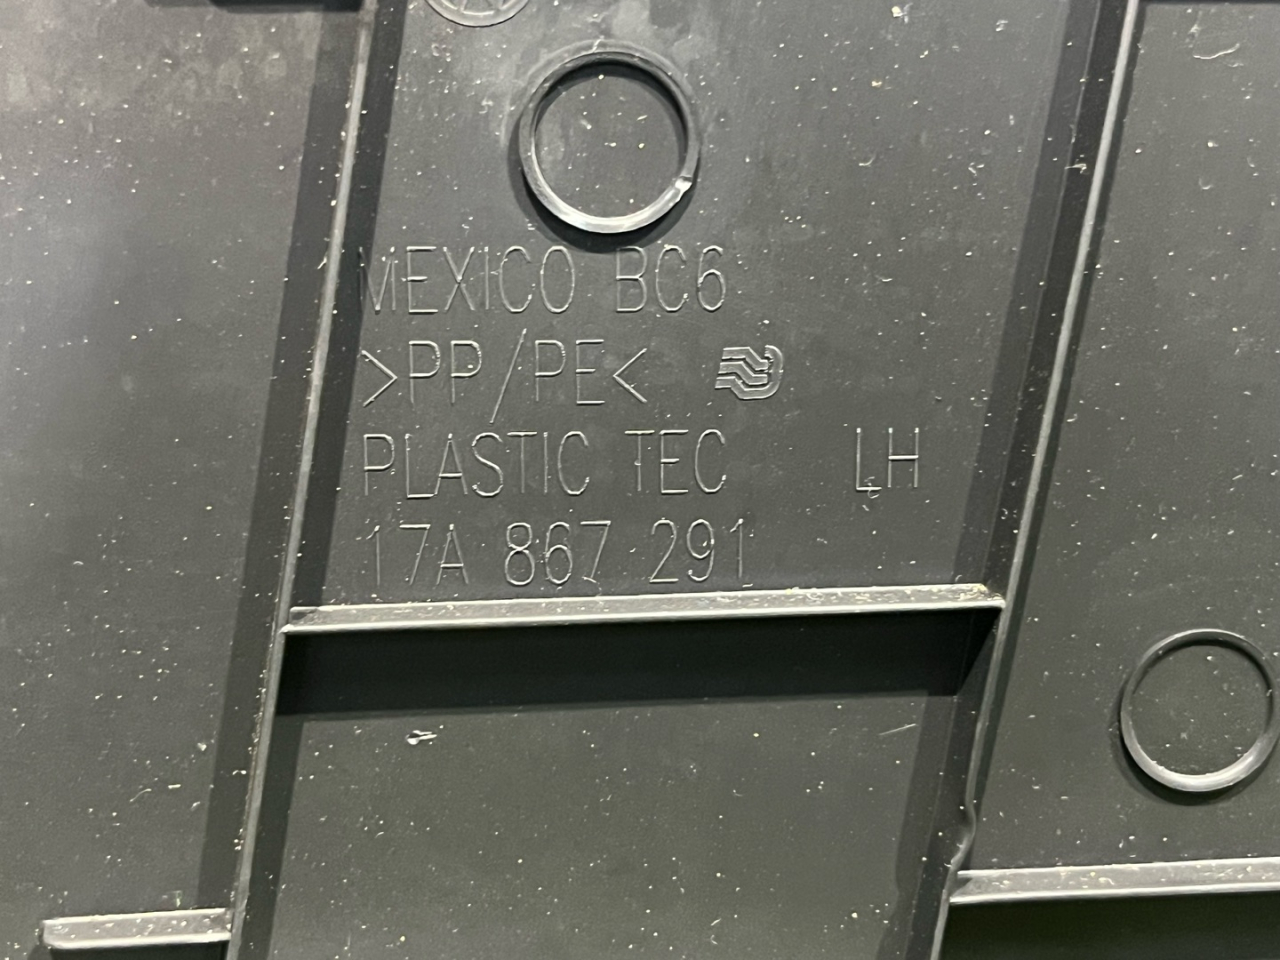 MEXICO BC6
>PP/PE<
PLASTIC TEC LH
17A 867 291